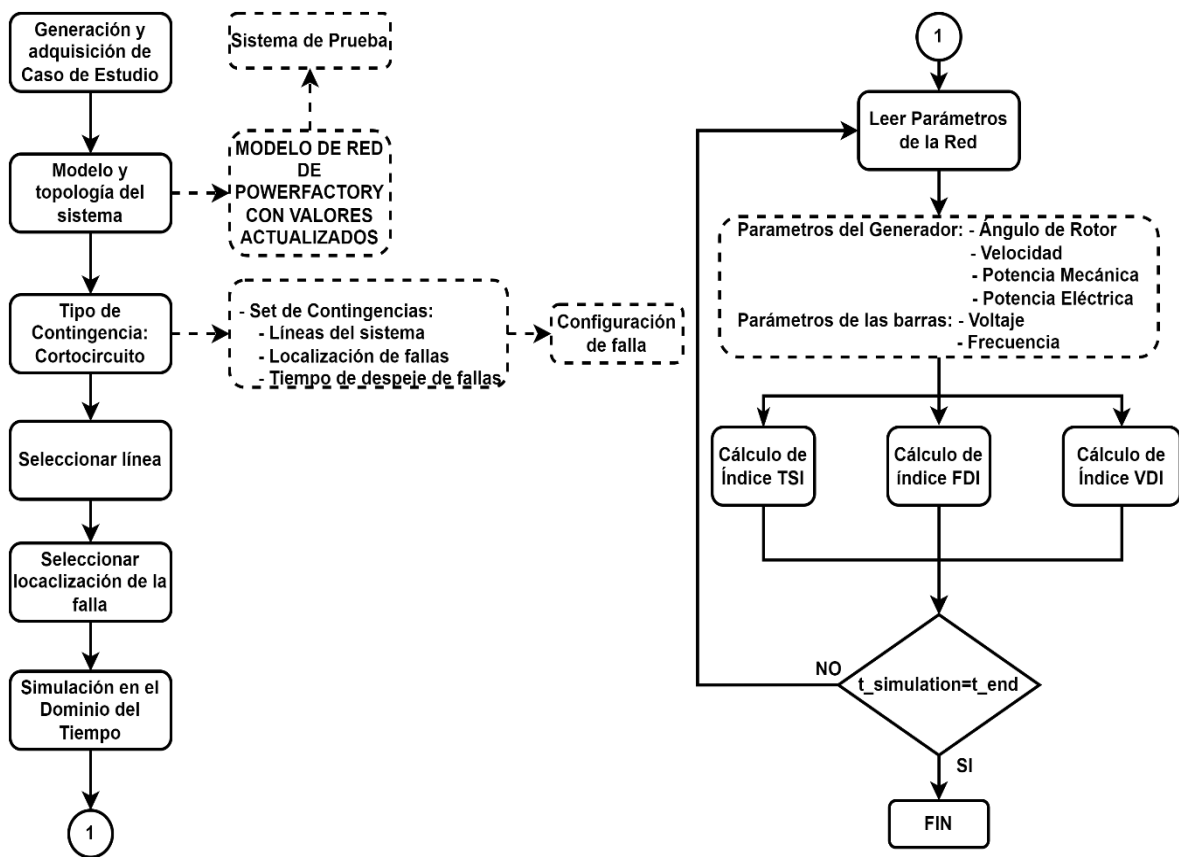 Generación y
adquisición de
Caso de Estudio
Sistema de Prueba
Modelo y
topología del
sistema
MODELO DE RED
DE
POWERFACTORY
CON VALORES
ACTUALIZADOS
Tipo de
Contingencia:
Cortocircuito
- Set de Contingencias:
- Líneas del sistema
- Localización de fallas
- Tiempo de despeje de fallas
Configuración
de falla
Seleccionar línea
Seleccionar
locaclización de la
falla
Simulación en el
Dominio del
Tiempo
1
1
Leer Parámetros
de la Red
Parametros del Generador: - Ángulo de Rotor
- Velocidad
- Potencia Mecánica
- Potencia Eléctrica
Parámetros de las barras: - Voltaje
- Frecuencia
Cálculo de
Índice TSI
Cálculo de
índice FDI
Cálculo de
Índice VDI
NO
t_simulation=t_end
SI
FIN